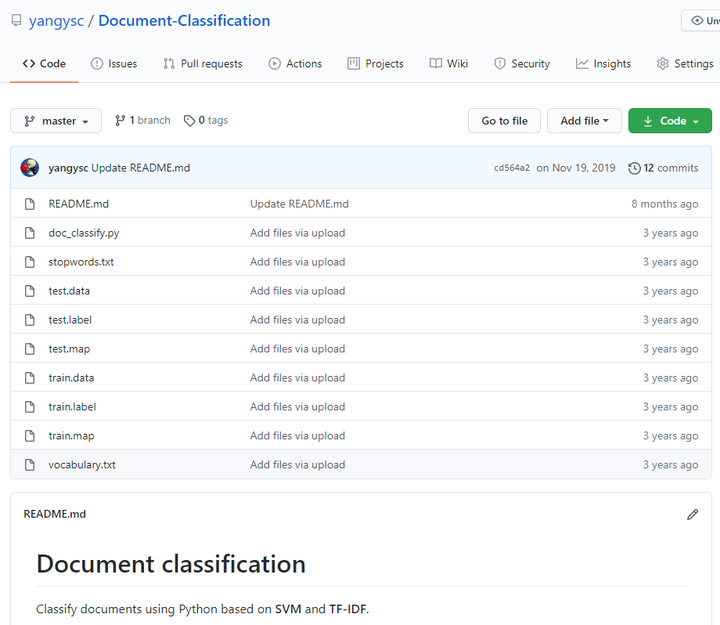 yangysc / Document-Classification
Code Issues Pull requests Actions Projects Wiki Security Insights Settings
master 1 branch 0 tags Go to file Add file Code
yangysc Update README.md cd564a2 on Nov 19, 2019 12 commits
README.md Update README.md 8 months ago
doc_classify.py Add files via upload 3 years ago
stopwords.txt Add files via upload 3 years ago
test.data Add files via upload 3 years ago
test.label Add files via upload 3 years ago
test.map Add files via upload 3 years ago
train.data Add files via upload 3 years ago
train.label Add files via upload 3 years ago
train.map Add files via upload 3 years ago
vocabulary.txt Add files via upload 3 years ago
README.md
Document classification
Classify documents using Python based on SVM and TF-IDF.